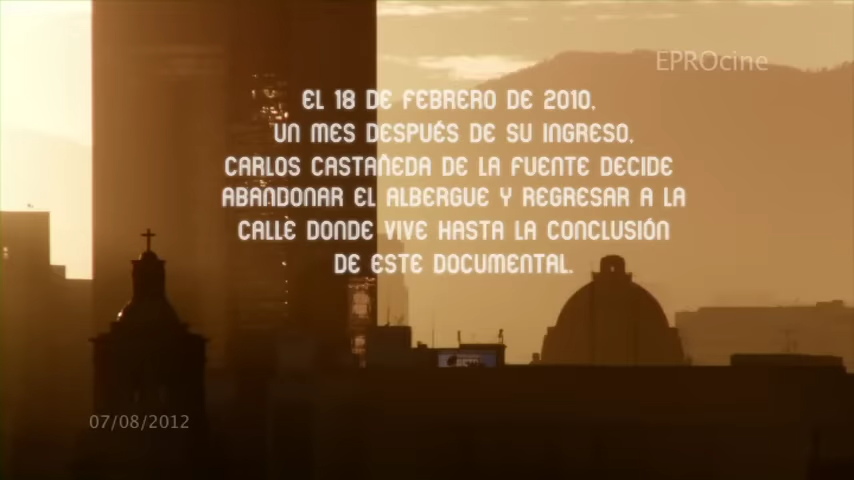 EPROcine
EL 18 DE FEBRERO DE 2010,
UN MES DESPUÉS DE SU INGRESO,
CARLOS CASTAÑEDA DE LA FUENTE DECIDE
ABANDONAR EL ALBERGUE Y REGRESAR A LA
CALLE DONDE VIVE HASTA LA CONCLUSIÓN
DE ESTE DOCUMENTAL.
07/08/2012